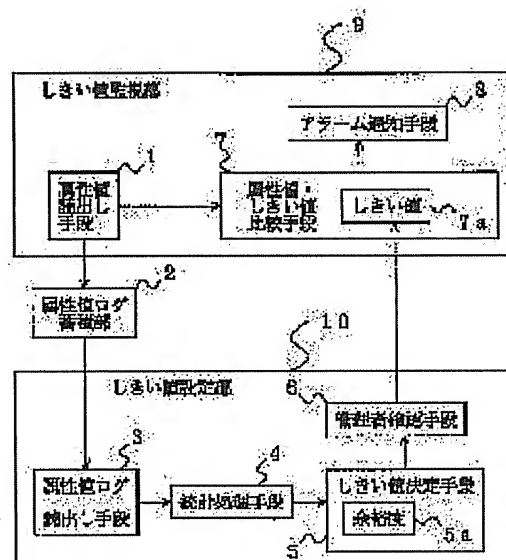 9
しきい値監視部
8
アラーム通知手段
1
7
属性値
読出し
手段
属性値・
しきい値
比較手段
しきい値
7a
2
属性値ログ
蓄積部
10
しきい値設定部
6
管理者確認手段
3
4
属性値ログ
読出し手段
統計処理手段
しきい値決定手段
余裕度
5
5a